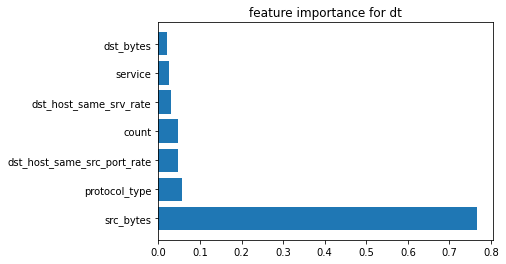 feature importance for dt
dst_bytes
service
dst_host_same_srv_rate
count
dst_host_same_src_port_rate
protocol_type
src_bytes
0.0 0.1 0.2 0.3 0.4 0.5 0.6 0.7 0.8